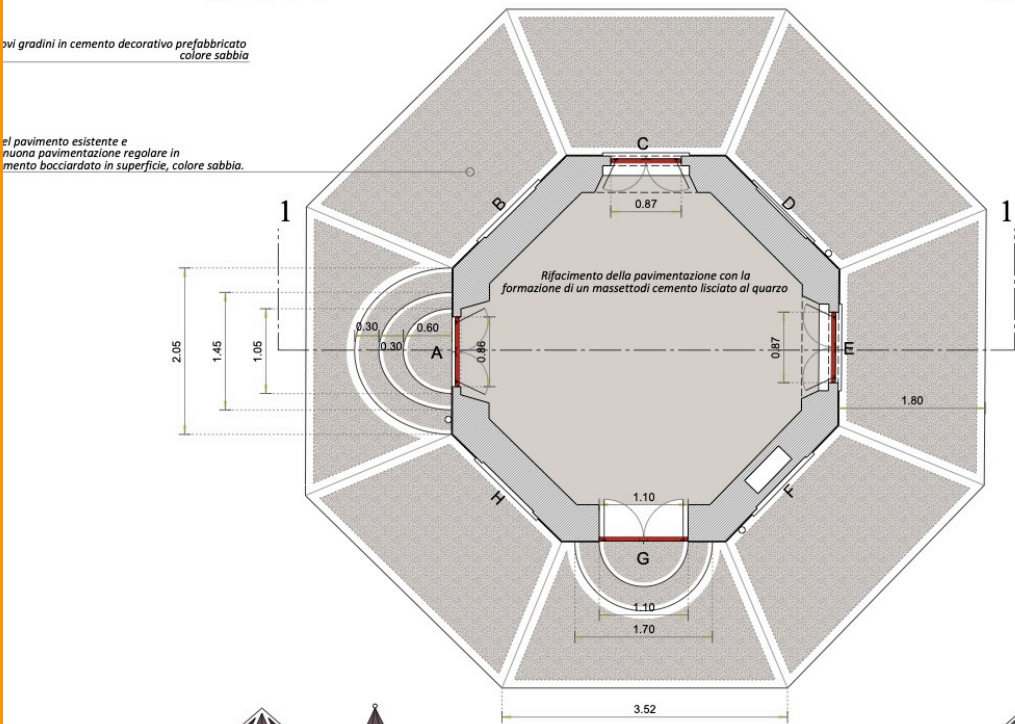 ovi gradini in cemento decorativo prefabbricato
colore sabbia
el pavimento esistente e
nuona pavimentazione regolare in
mento bocciardato in superficie, colore sabbia.
C
0.87
B
D
1
1
Rifacimento della pavimentazione con la
formazione di un massettodi cemento lisciato al quarzo
2.05
1.45
1.05
0.30
0.30
0.60
A
0.86
0.87
E
1.80
H
F
1.10
G
1.10
1.70
3.52